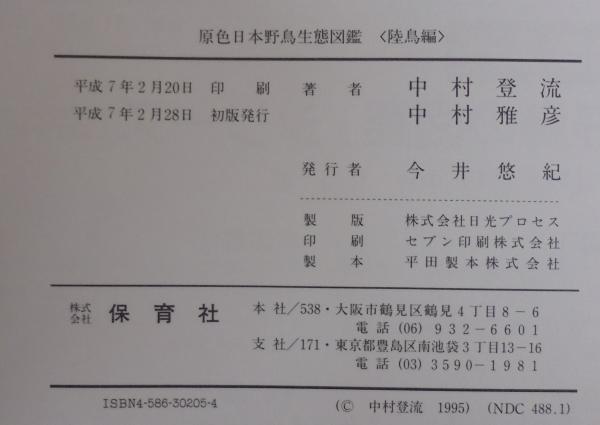 原色日本野鳥生態図鑑 〈陸鳥編〉
平成7年2月20日 印 刷 著 者 中 村 登 流
平成7年2月28日 初版発行 中 村 雅 彦
発行者 今 井 悠 紀
製 版 株式会社日光プロセス
印 刷 セブン印刷株式会社
製 本 平田製本株式会社
株式会社 保育社 本 社/538・大阪市鶴見区鶴見4丁目8-6
電 話 (06) 932-6601
支 社/171・東京都豊島区南池袋3丁目13-16
電 話 (03) 3590-1981
ISBN4-586-30205-4 (© 中村登流 1995) (NDC 488.1)